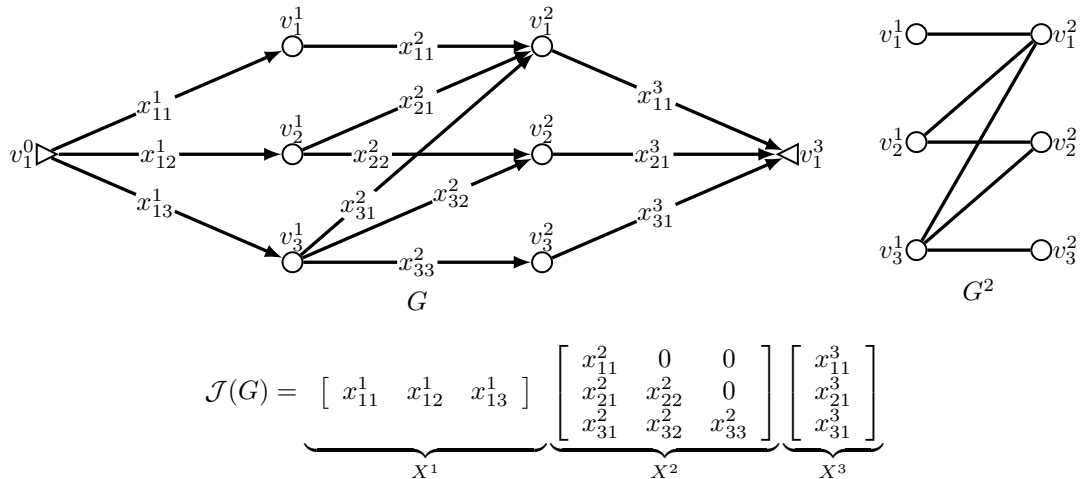 v_1^1 v_1^2 v_1^1 v_1^2
x_{11}^2
x_{11}^1 x_{21}^2 x_{11}^3
v_2^1 v_2^2
v_1^0 x_{12}^1 x_{22}^2 x_{21}^3 v_1^3 v_2^1 v_2^2
x_{13}^1 x_{31}^2 x_{32}^2 x_{31}^3
v_3^1 v_3^2 v_3^1 v_3^2
x_{33}^2
G G^2
x_{11}^2 0 0 x_{11}^3
\mathcal{J}(G) = [ x_{11}^1 x_{12}^1 x_{13}^1 ] [ x_{21}^2 x_{22}^2 0 ] [ x_{21}^3 ]
x_{31}^2 x_{32}^2 x_{33}^2 x_{31}^3
X^1 X^2 X^3